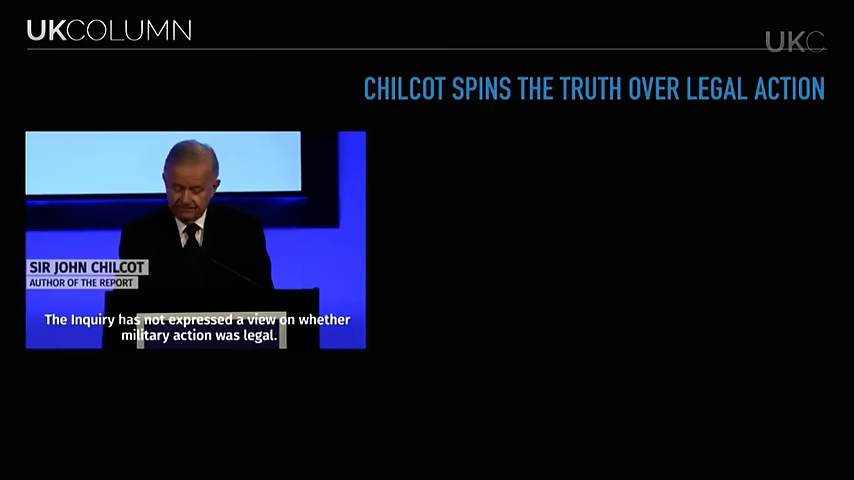 UKCOLUMN
UKC
CHILCOT SPINS THE TRUTH OVER LEGAL ACTION
SIR JOHN CHILCOT
AUTHOR OF THE REPORT
The Inquiry has not expressed a view on whether
military action was legal.